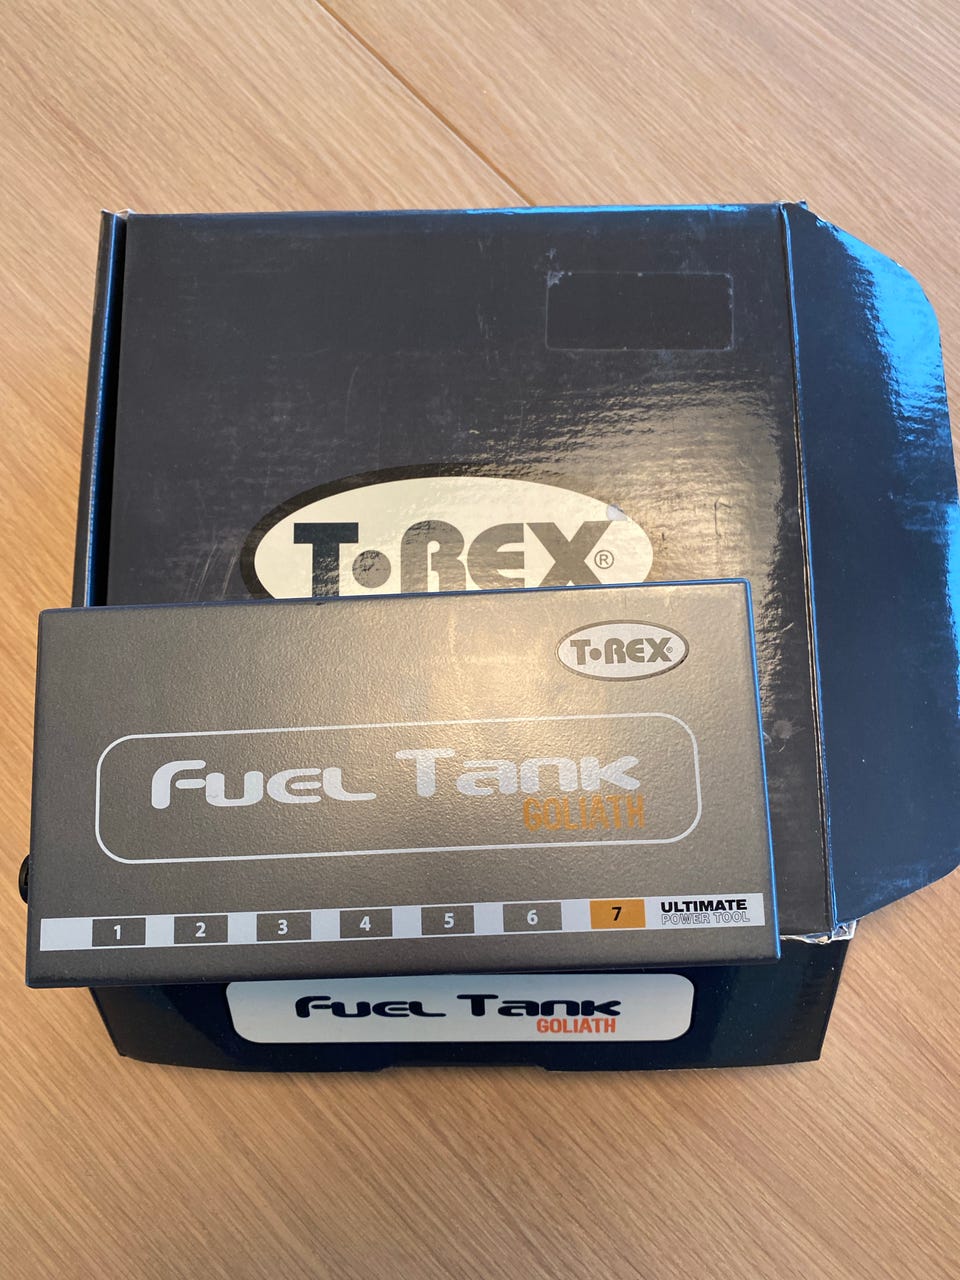 T•REX®
T•REX®
FUEL TANK
GOLIATH
1 2 3 4 5 6 7 ULTIMATE
POWER TOOL
FUEL TANK
GOLIATH